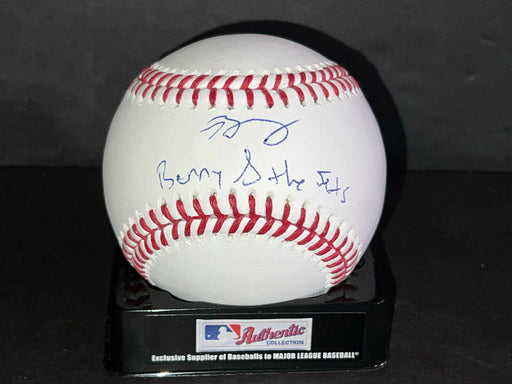 Benny & the Jets
Authentic
COLLECTION
Exclusive Supplier of Baseballs to MAJOR LEAGUE BASEBALL®